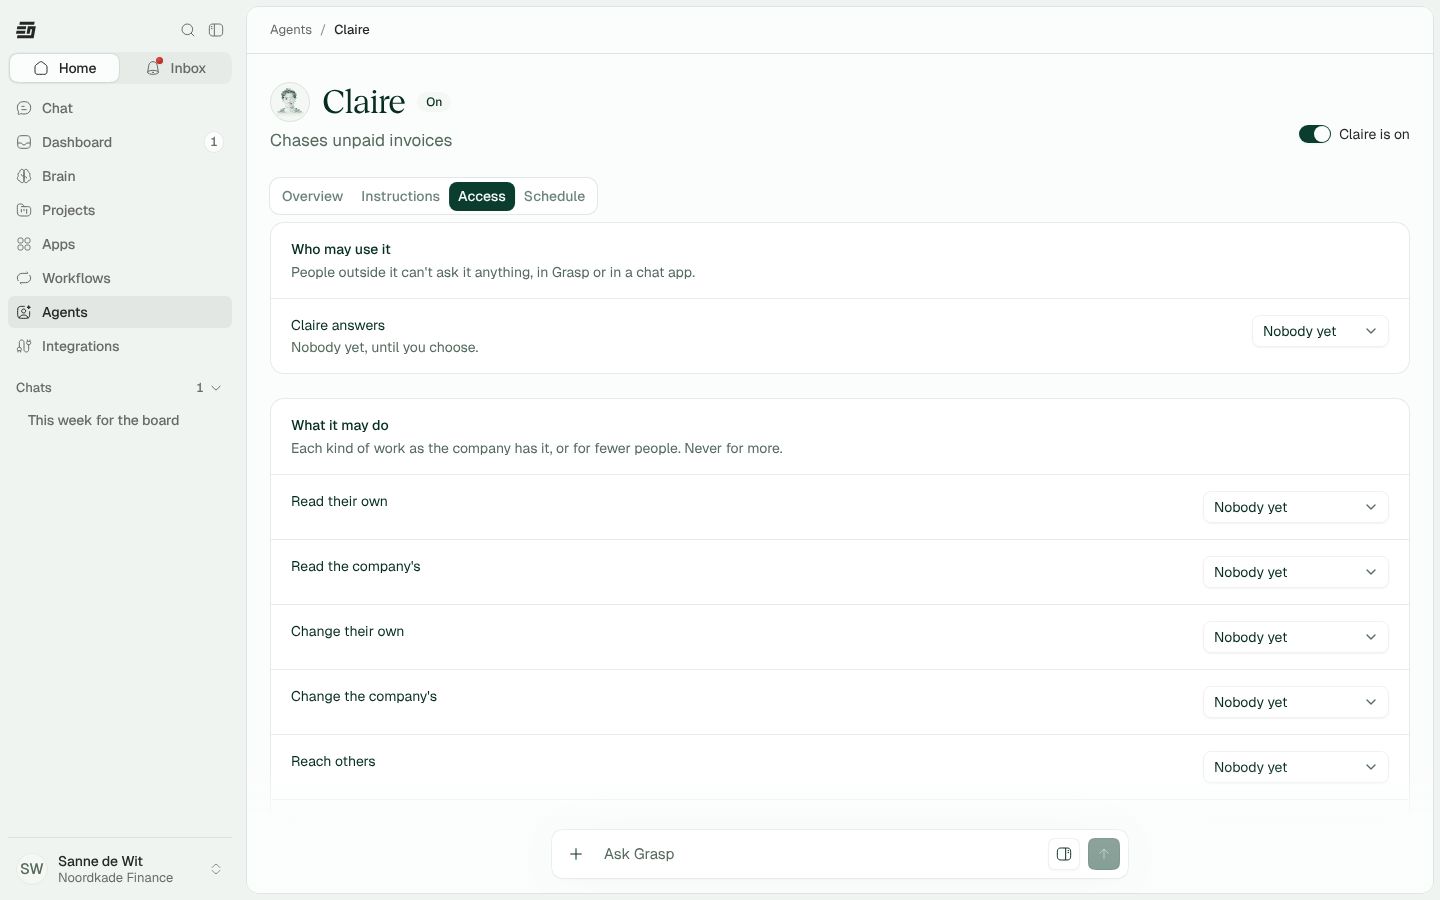 Agents / Claire
Home
Inbox
Chat
Dashboard 1
Brain
Projects
Apps
Workflows
Agents
Integrations
Chats 1
This week for the board
SW
Sanne de Wit
Noordkade Finance
Claire On
Chases unpaid invoices
Claire is on
Overview Instructions Access Schedule
Who may use it
People outside it can't ask it anything, in Grasp or in a chat app.
Claire answers
Nobody yet, until you choose.
Nobody yet
What it may do
Each kind of work as the company has it, or for fewer people. Never for more.
Read their own Nobody yet
Read the company's Nobody yet
Change their own Nobody yet
Change the company's Nobody yet
Reach others Nobody yet
Ask Grasp